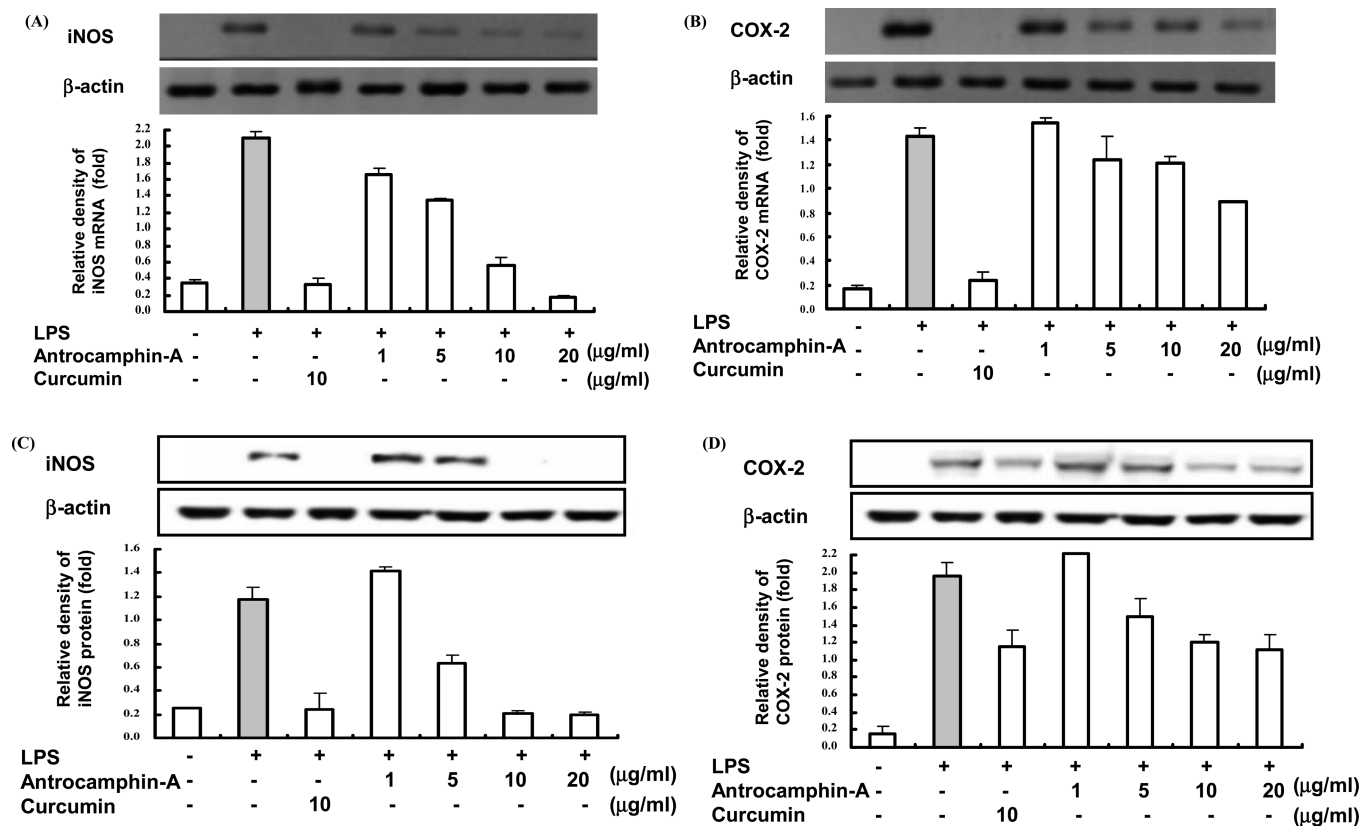 (A)
iNOS
β-actin
Relative density of
iNOS mRNA (fold)
2.2
2.0
1.8
1.6
1.4
1.2
1.0
0.8
0.6
0.4
0.2
0.0
LPS - + + + + + +
Antrocamphin-A - - - 1 5 10 20 (μg/ml)
Curcumin - - 10 - - - - (μg/ml)
(B)
COX-2
β-actin
Relative density of
COX-2 mRNA (fold)
1.6
1.4
1.2
1.0
0.8
0.6
0.4
0.2
0.0
LPS - + + + + + +
Antrocamphin-A - - - 1 5 10 20 (μg/ml)
Curcumin - - 10 - - - - (μg/ml)
(C)
iNOS
β-actin
Relative density of
iNOS protein (fold)
1.6
1.4
1.2
1.0
0.8
0.6
0.4
0.2
0.0
LPS - + + + + + +
Antrocamphin-A - - - 1 5 10 20 (μg/ml)
Curcumin - - 10 - - - - (μg/ml)
(D)
COX-2
β-actin
Relative density of
COX-2 protein (fold)
2.2
2.0
1.8
1.6
1.4
1.2
1.0
0.8
0.6
0.4
0.2
0.0
LPS - + + + + + +
Antrocamphin-A - - - 1 5 10 20 (μg/ml)
Curcumin - - 10 - - - - (μg/ml)